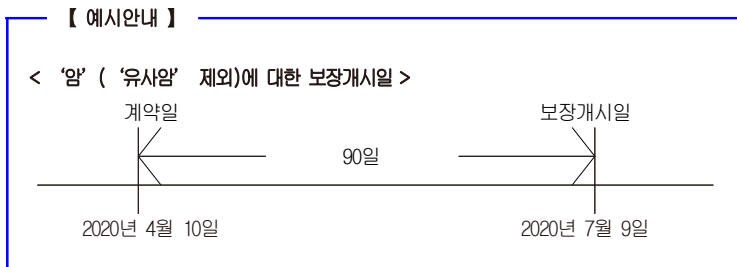 【 예시안내 】
< ‘암’ ( ‘유사암’ 제외)에 대한 보장개시일 >
계약일 보장개시일
90일
2020년 4월 10일 2020년 7월 9일